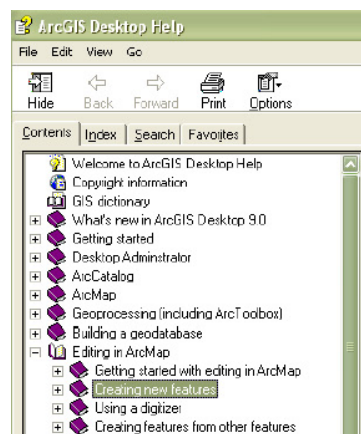 ArcGIS Desktop Help
File Edit View Go
Hide Back Forward Print Options
Contents Index Search Favorites
Welcome to ArcGIS Desktop Help
Copyright information
GIS dictionary
What's new in ArcGIS Desktop 9.0
Getting started
Desktop Adminstrator
ArcCatalog
ArcMap
Geoprocessing (including ArcToolbox)
Building a geodatabase
Editing in ArcMap
Getting started with editing in ArcMap
Creating new features
Using a digitizer
Creating features from other features